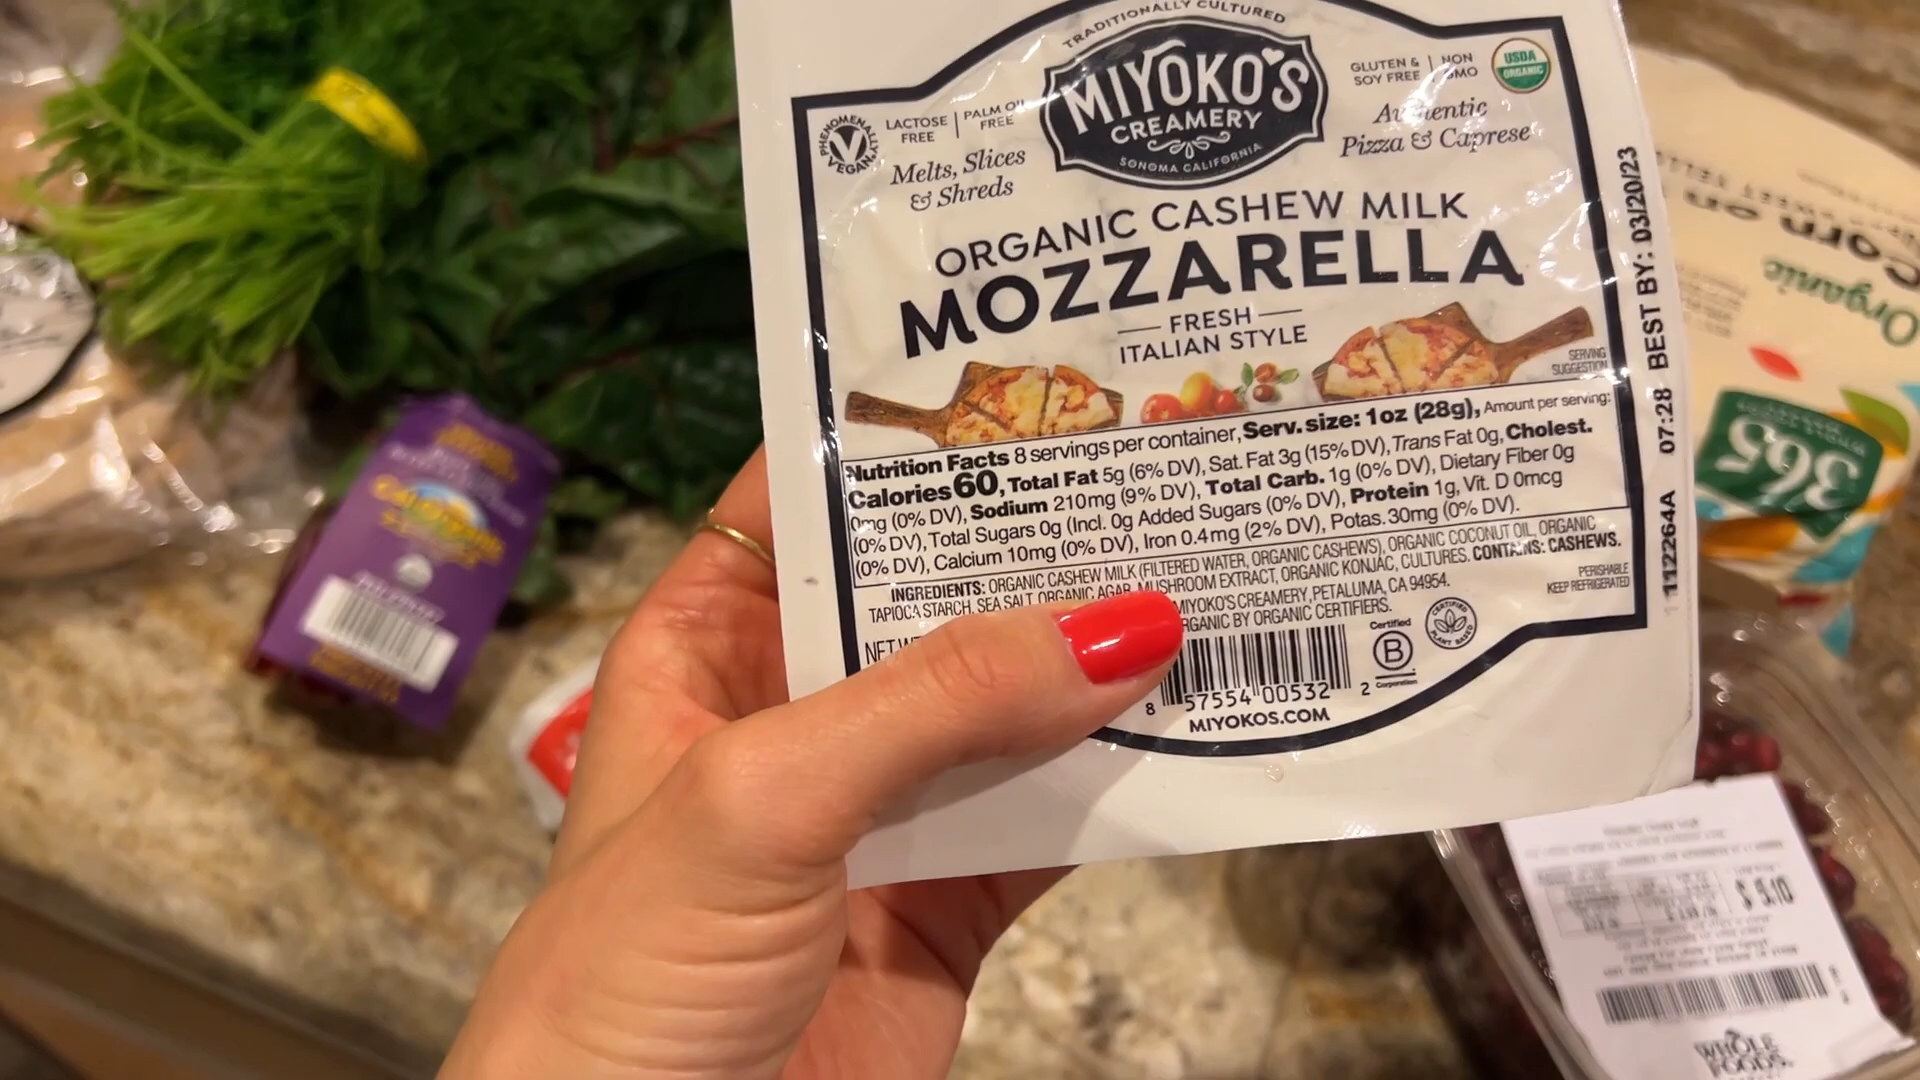 TRADITIONALLY CULTURED
MIYOKO'S
CREAMERY
SONOMA CALIFORNIA
PHENOMENALLY
V
VEGAN
LACTOSE FREE | PALM OIL FREE
Melts, Slices
& Shreds
GLUTEN & SOY FREE | NON GMO
USDA
ORGANIC
Authentic
Pizza & Caprese
ORGANIC CASHEW MILK
MOZZARELLA
FRESH
ITALIAN STYLE
SERVING
SUGGESTION
Nutrition Facts 8 servings per container, Serv. size: 1oz (28g), Amount per serving:
Calories 60, Total Fat 5g (6% DV), Sat. Fat 3g (15% DV), Trans Fat 0g, Cholest.
0mg (0% DV), Sodium 210mg (9% DV), Total Carb. 1g (0% DV), Dietary Fiber 0g
(0% DV), Total Sugars 0g (Incl. 0g Added Sugars (0% DV), Protein 1g, Vit. D 0mcg
(0% DV), Calcium 10mg (0% DV), Iron 0.4mg (2% DV), Potas. 30mg (0% DV).
INGREDIENTS: ORGANIC CASHEW MILK (FILTERED WATER, ORGANIC CASHEWS), ORGANIC COCONUT OIL, ORGANIC
TAPIOCA STARCH, SEA SALT, ORGANIC AGAR, MUSHROOM EXTRACT, ORGANIC KONJAC, CULTURES. CONTAINS: CASHEWS.
MIYOKO'S CREAMERY, PETALUMA, CA 94954.
RGANIC BY ORGANIC CERTIFIERS.
NET W
PERISHABLE
KEEP REFRIGERATED
Certified
B
Corporation
CERTIFIED
PLANT BASED
8 57554 00532 2
MIYOKOS.COM
1112264A 07:28 BEST BY: 03/20/23
Organic
Corn on
365
$5.10
WHOLE
FOODS